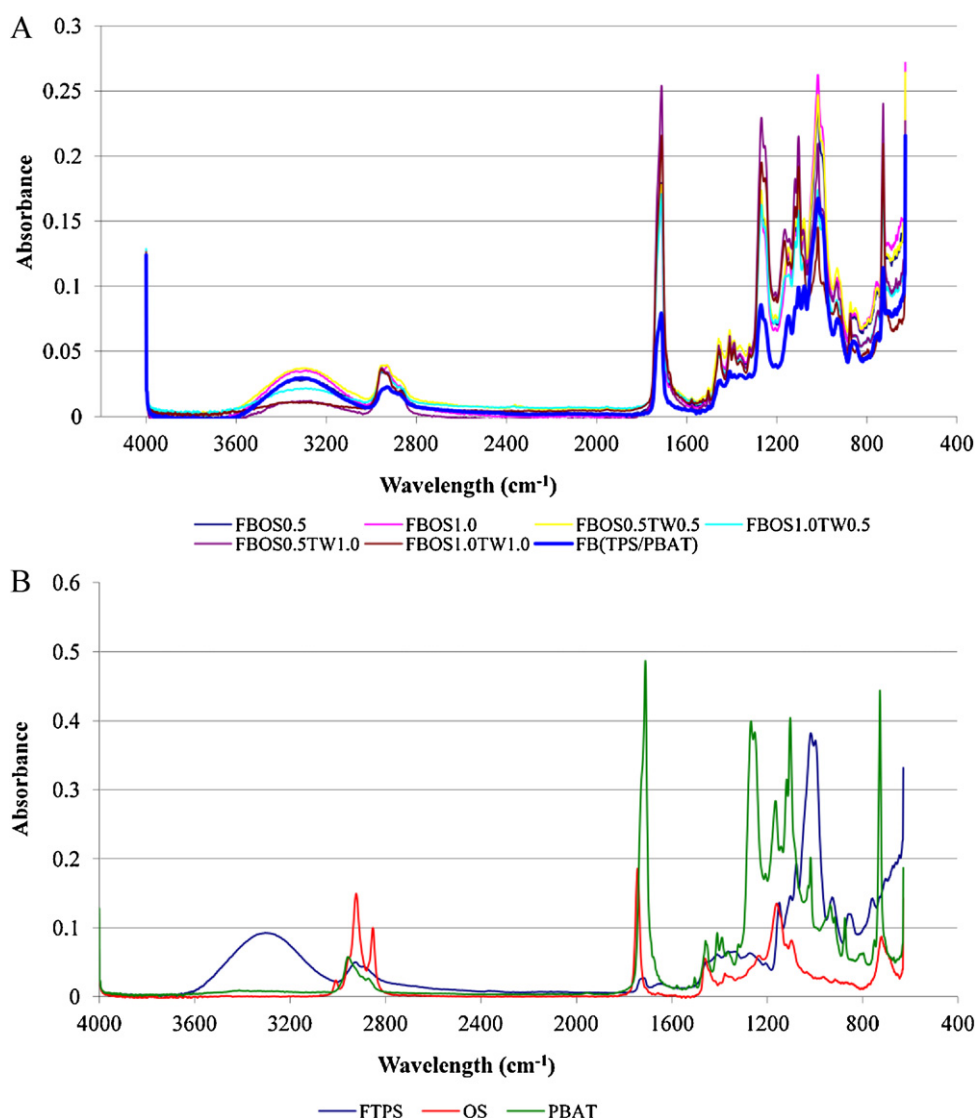 A
0.3
0.25
0.2
0.15
0.1
0.05
0
Absorbance
4000 3600 3200 2800 2400 2000 1600 1200 800 400
Wavelength (cm⁻¹)
FBOS0.5 FBOS1.0 FBOS0.5TW0.5 FBOS1.0TW0.5
FBOS0.5TW1.0 FBOS1.0TW1.0 FB(TPS/PBAT)
B
0.6
0.5
0.4
0.3
0.2
0.1
0
Absorbance
4000 3600 3200 2800 2400 2000 1600 1200 800 400
Wavelength (cm⁻¹)
FTPS OS PBAT